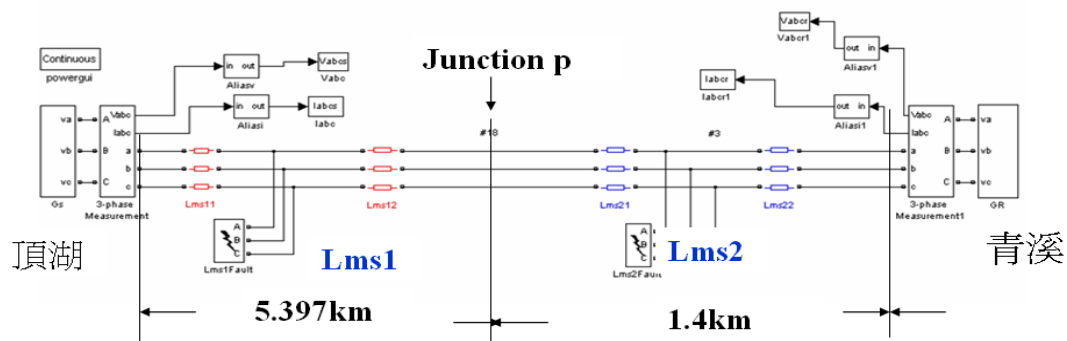 Continuous
powergui
in out
Aliasv
Vabcs
Vabc
in out
Aliasi
Iabcs
Iabc
Junction p
Vabcr
Vabcr1
out in
Aliasv1
Iabcr
Iabcr1
out in
Aliasi1
va
vb
vc
Gs
A
B
C
Vabc
Iabc
a
b
c
3-phase
Measurement
Lms11
Lms12
#18
#3
Lms21
Lms22
Vabc
Iabc
a
b
c
A
B
C
3-phase
Measurement1
va
vb
vc
GR
頂湖
A
B
C
Lms1Fault
Lms1
A
B
C
Lms2Fault
Lms2
青溪
5.397km
1.4km